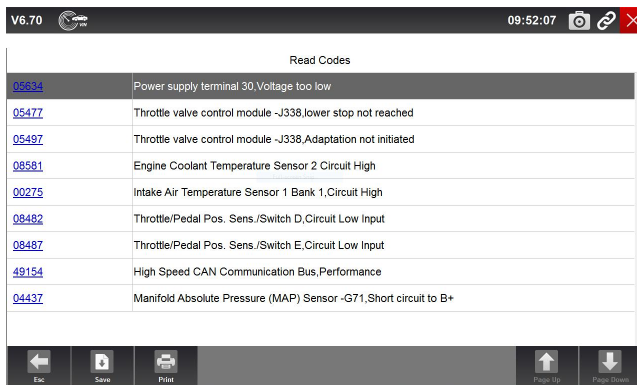 V6.70 VIN 09:52:07
Read Codes
05634 Power supply terminal 30,Voltage too low
05477 Throttle valve control module -J338,lower stop not reached
05497 Throttle valve control module -J338,Adaptation not initiated
08581 Engine Coolant Temperature Sensor 2 Circuit High
00275 Intake Air Temperature Sensor 1 Bank 1,Circuit High
08482 Throttle/Pedal Pos. Sens./Switch D,Circuit Low Input
08487 Throttle/Pedal Pos. Sens./Switch E,Circuit Low Input
49154 High Speed CAN Communication Bus,Performance
04437 Manifold Absolute Pressure (MAP) Sensor -G71,Short circuit to B+
Esc Save Print Page Up Page Down